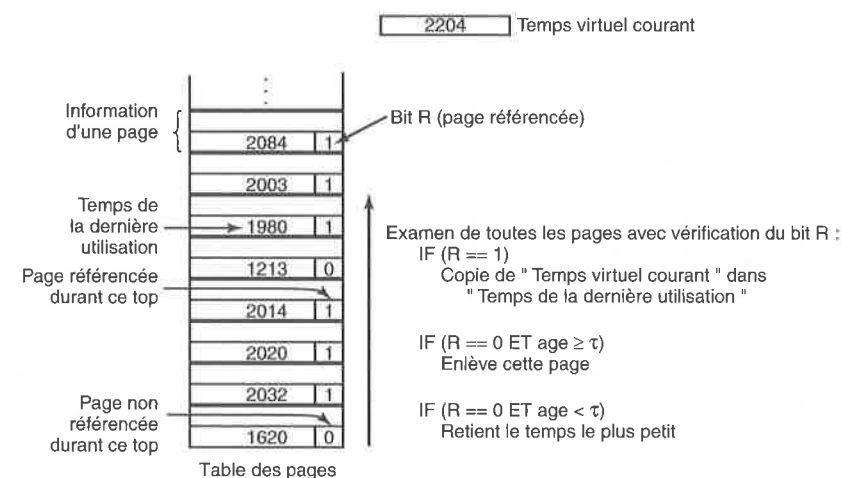 2204 Temps virtuel courant
Information
d'une page
Bit R (page référencée)
2084 1
2003 1
Temps de
la dernière
utilisation
1980 1
1213 0
Page référencée
durant ce top
2014 1
2020 1
2032 1
Page non
référencée
durant ce top
1620 0
Table des pages
Examen de toutes les pages avec vérification du bit R :
IF (R == 1)
Copie de " Temps virtuel courant " dans
" Temps de la dernière utilisation "
IF (R == 0 ET age ≥ τ)
Enlève cette page
IF (R == 0 ET age < τ)
Retient le temps le plus petit